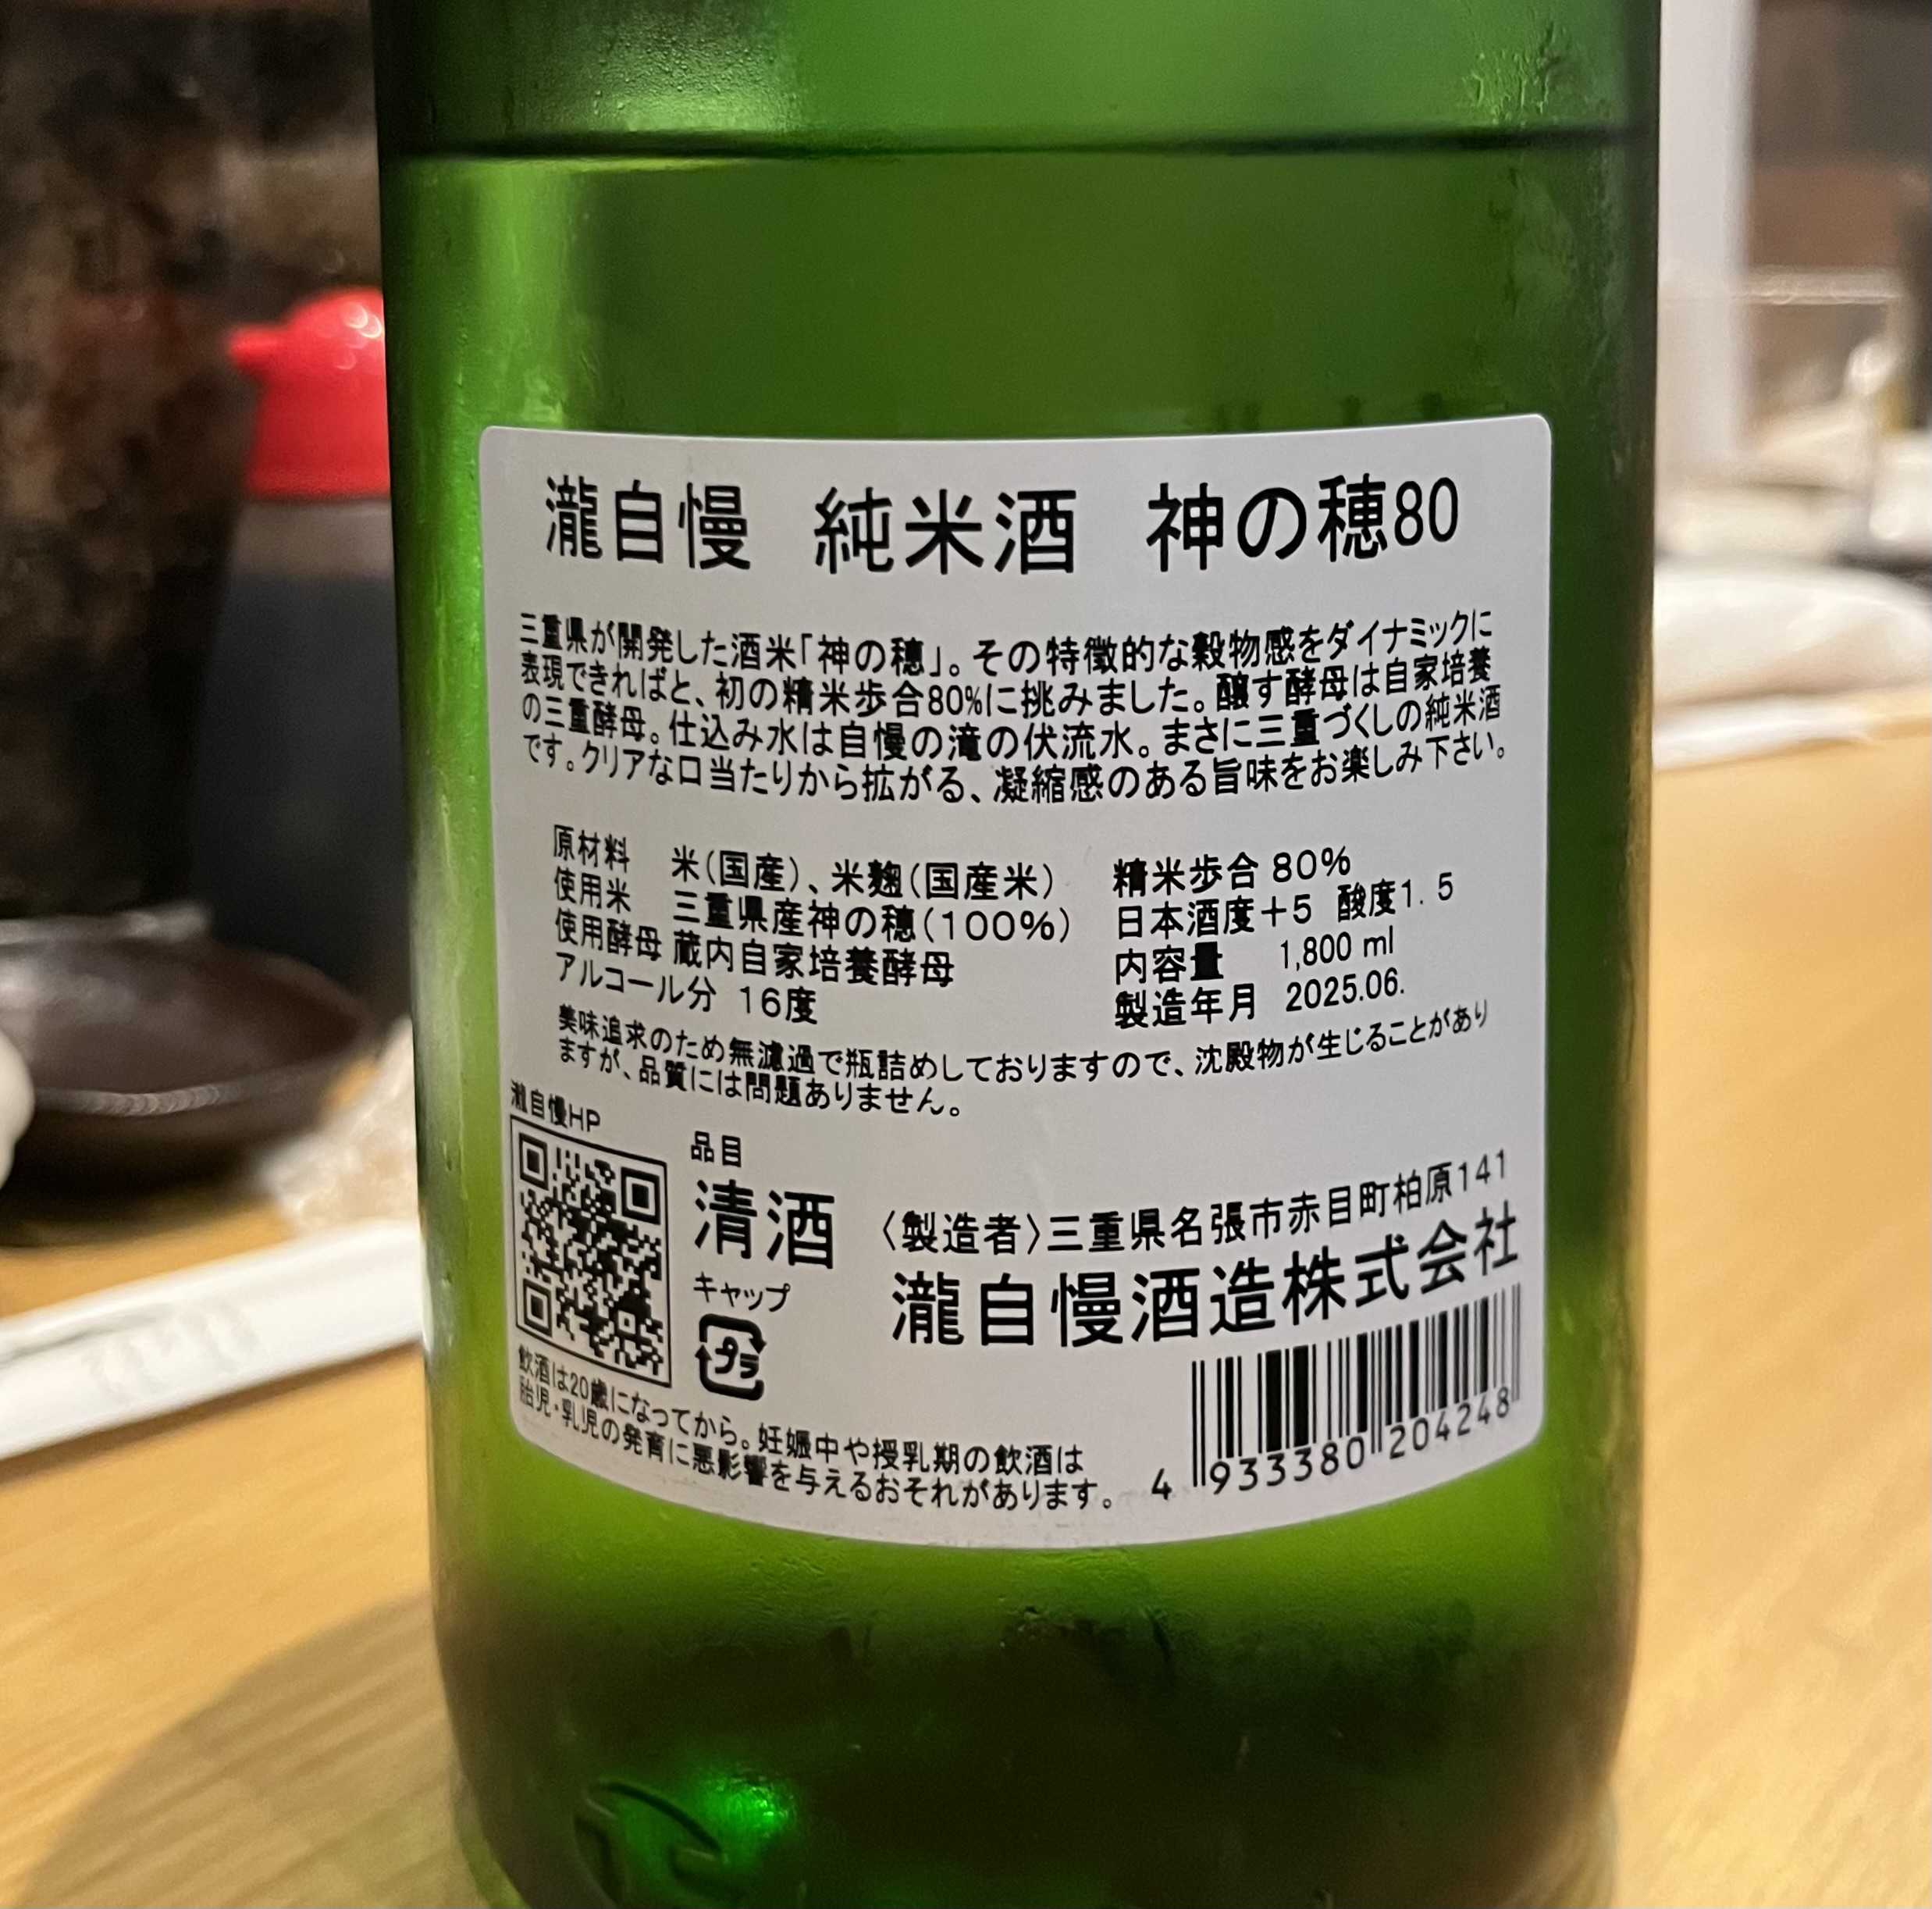 瀧自慢 純米酒 神の穂80
三重県が開発した酒米「神の穂」。その特徴的な穀物感をダイナミックに
表現できればと、初の精米歩合80%に挑みました。醸す酵母は自家培養
の三重酵母。仕込み水は自慢の滝の伏流水。まさに三重づくしの純米酒
です。クリアな口当たりから拡がる、凝縮感のある旨味をお楽しみ下さい。
原材料 米(国産)、米麹(国産米)
使用米 三重県産神の穂(100%)
使用酵母 蔵内自家培養酵母
アルコール分 16度
精米歩合 80%
日本酒度+5 酸度1.5
内容量 1,800 ml
製造年月 2025.06.
美味追求のため無濾過で瓶詰めしておりますので、沈殿物が生じることがあり
ますが、品質には問題ありません。
瀧自慢HP
品目
清酒
キャップ
プラ
〈製造者〉三重県名張市赤目町柏原141
瀧自慢酒造株式会社
飲酒は20歳になってから。妊娠中や授乳期の飲酒は
胎児・乳児の発育に悪影響を与えるおそれがあります。
4 933380 204248